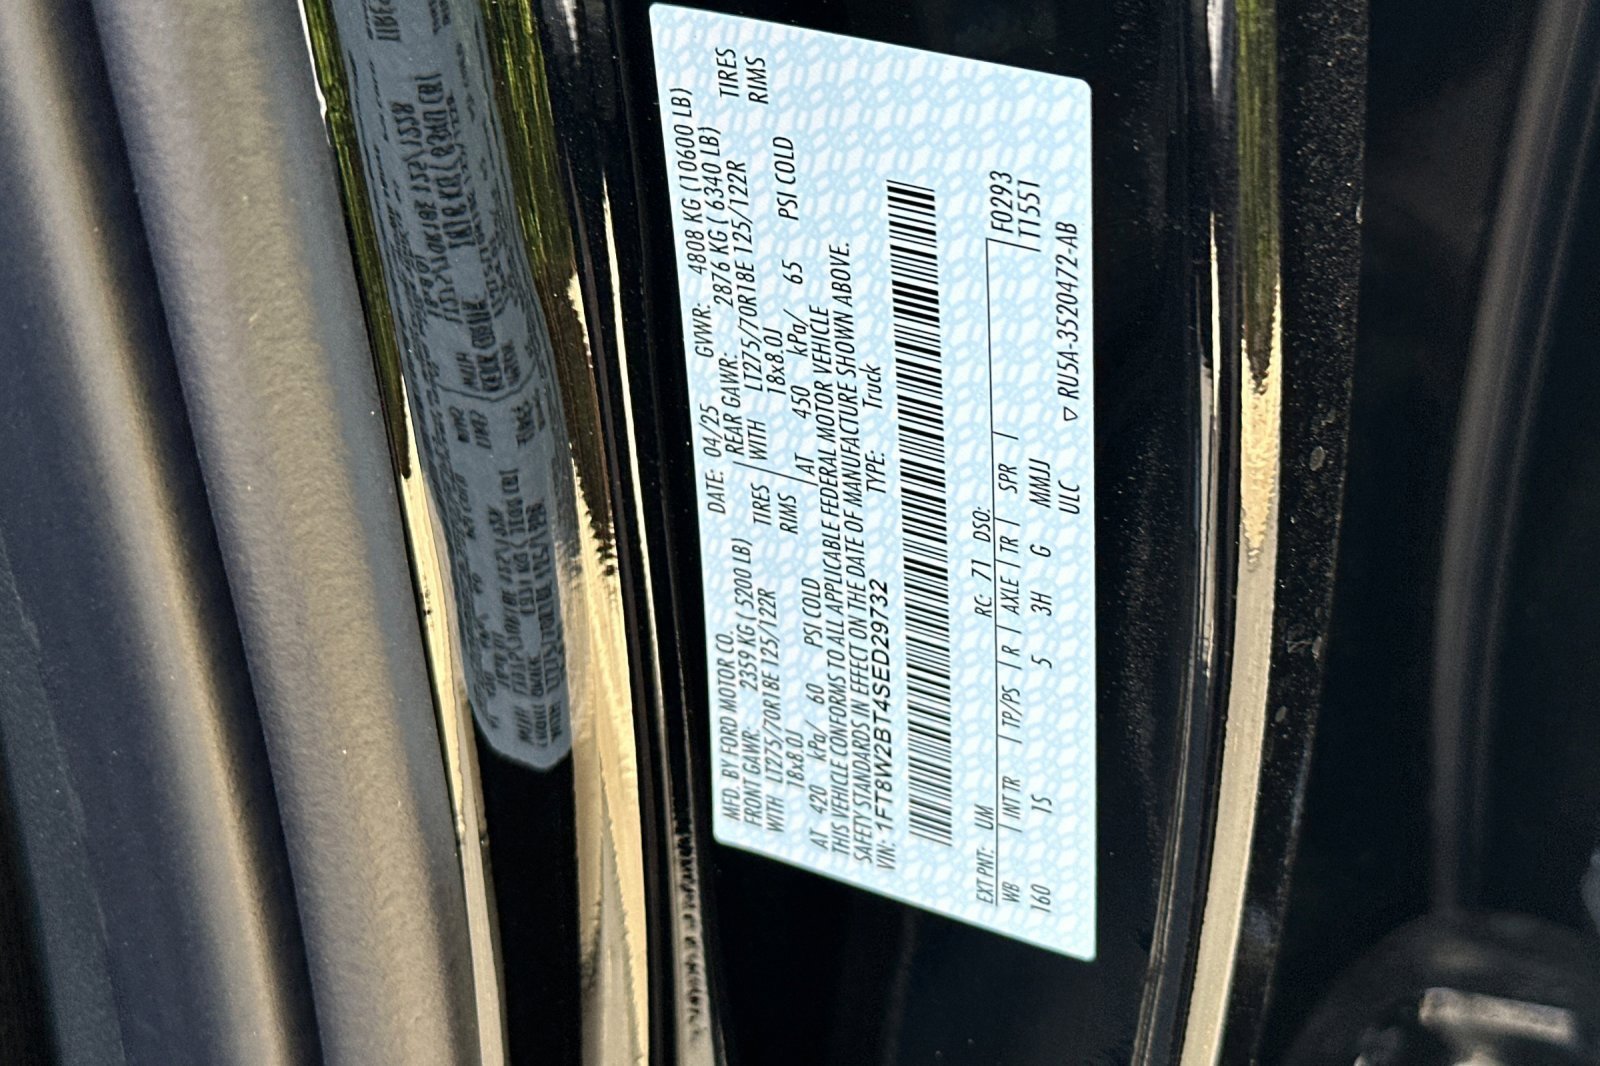 MFD. BY FORD MOTOR CO. DATE: 04/25 GVWR: 4808 KG (10600 LB)
FRONT GAWR: 2359 KG ( 5200 LB) REAR GAWR: 2876 KG ( 6340 LB)
WITH LT275/70R18E 125/122R TIRES WITH LT275/70R18E 125/122R TIRES
18x8.0J RIMS 18x8.0J RIMS
AT 420 kPa/ 60 PSI COLD AT 450 kPa/ 65 PSI COLD
THIS VEHICLE CONFORMS TO ALL APPLICABLE FEDERAL MOTOR VEHICLE
SAFETY STANDARDS IN EFFECT ON THE DATE OF MANUFACTURE SHOWN ABOVE.
VIN: 1FT8W2BT4SED29732 TYPE: Truck
EXT PNT: UM RC: 71 DSO: F0293
WB | INT TR | TP/PS | R | AXLE | TR | SPR | T1551
160 1S 5 3H G MMJJ
ULC ▽ RU5A-3520472-AB